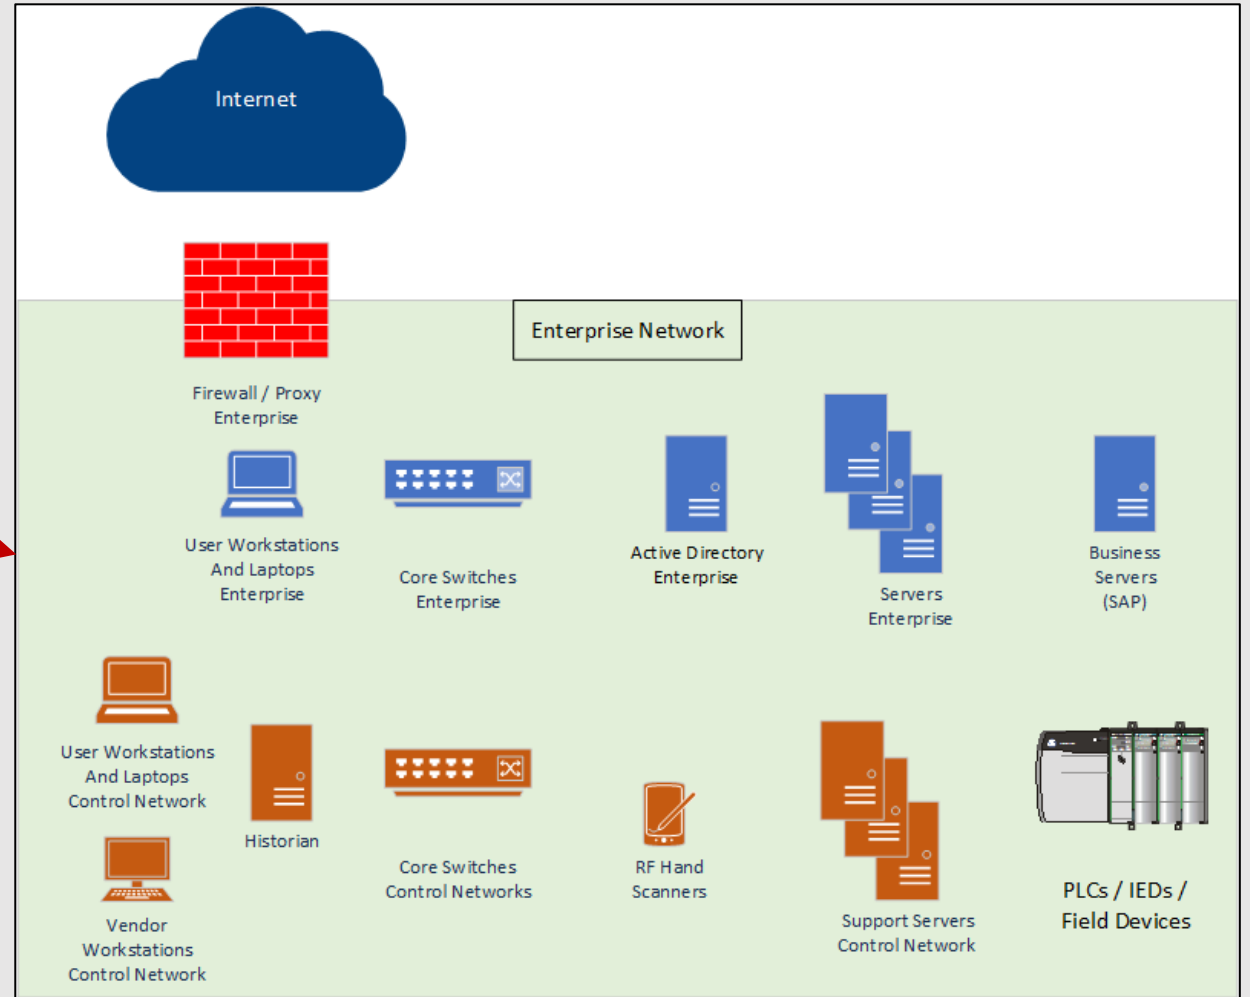 Internet
Enterprise Network
Firewall / Proxy
Enterprise
User Workstations
And Laptops
Enterprise
Core Switches
Enterprise
Active Directory
Enterprise
Servers
Enterprise
Business
Servers
(SAP)
User Workstations
And Laptops
Control Network
Historian
Core Switches
Control Networks
RF Hand
Scanners
Support Servers
Control Network
PLCs / IEDs /
Field Devices
Vendor
Workstations
Control Network